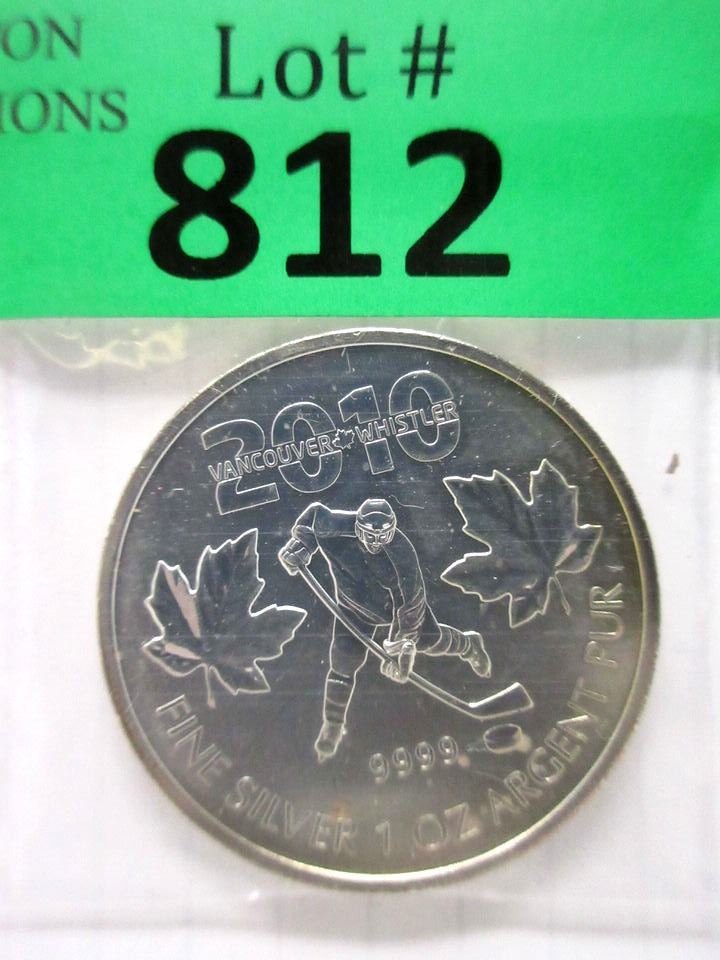 ON
IONS
Lot #
812
2010
VANCOUVER WHISTLER
9999
FINE SILVER 1 OZ ARGENT PUR